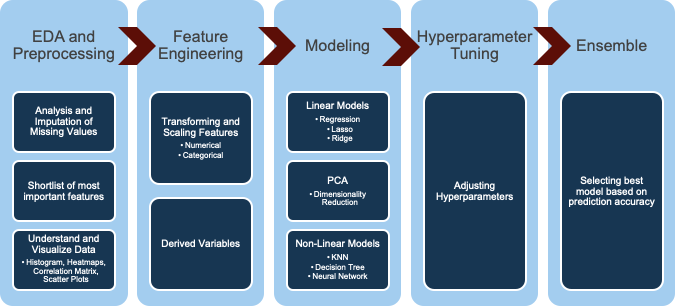 EDA and
Preprocessing
Analysis and
Imputation of
Missing Values
Shortlist of most
important features
Understand and
Visualize Data
• Histogram, Heatmaps,
Correlation Matrix,
Scatter Plots
Feature
Engineering
Transforming and
Scaling Features
• Numerical
• Categorical
Derived Variables
Modeling
Linear Models
• Regression
• Lasso
• Ridge
PCA
• Dimensionality
Reduction
Non-Linear Models
• KNN
• Decision Tree
• Neural Network
Hyperparameter
Tuning
Adjusting
Hyperparameters
Ensemble
Selecting best
model based on
prediction accuracy